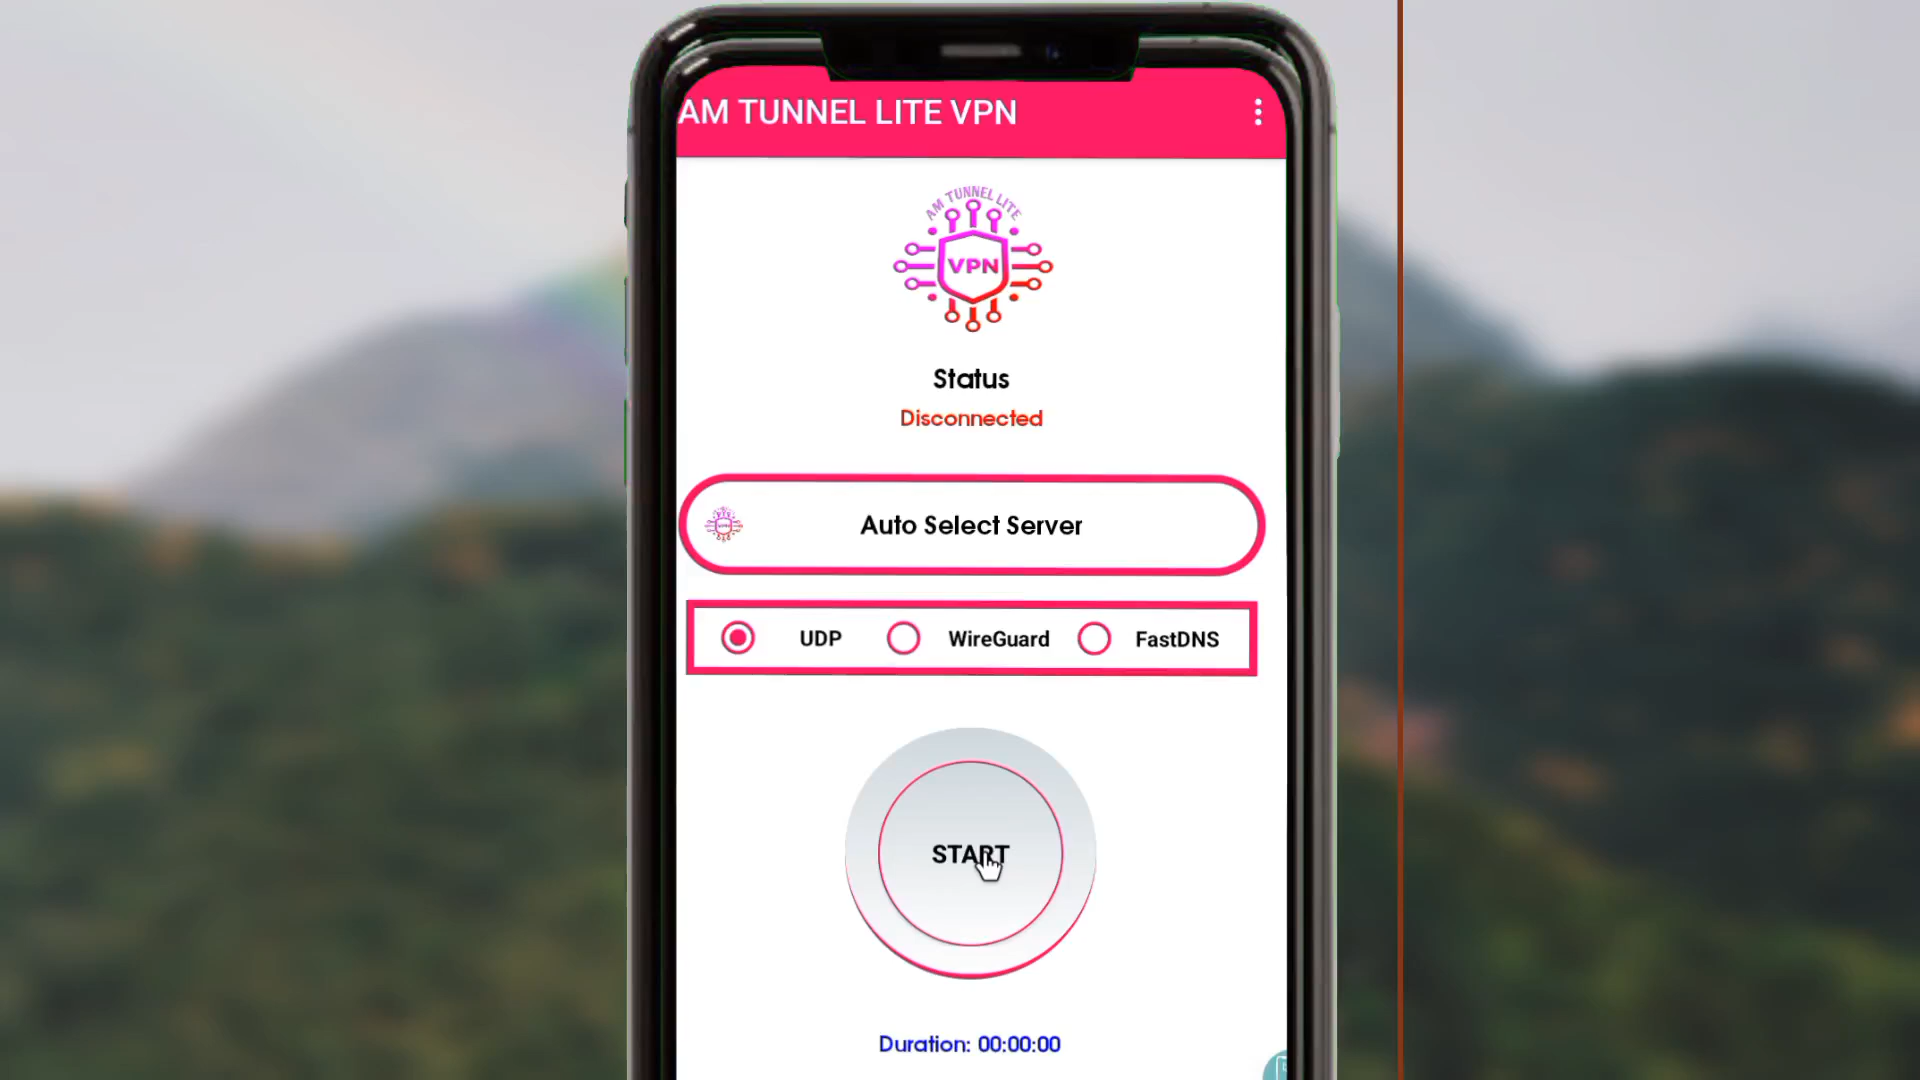 AM TUNNEL LITE VPN
AM TUNNEL LITE
VPN
Status
Disconnected
Auto Select Server
UDP WireGuard FastDNS
START
Duration: 00:00:00